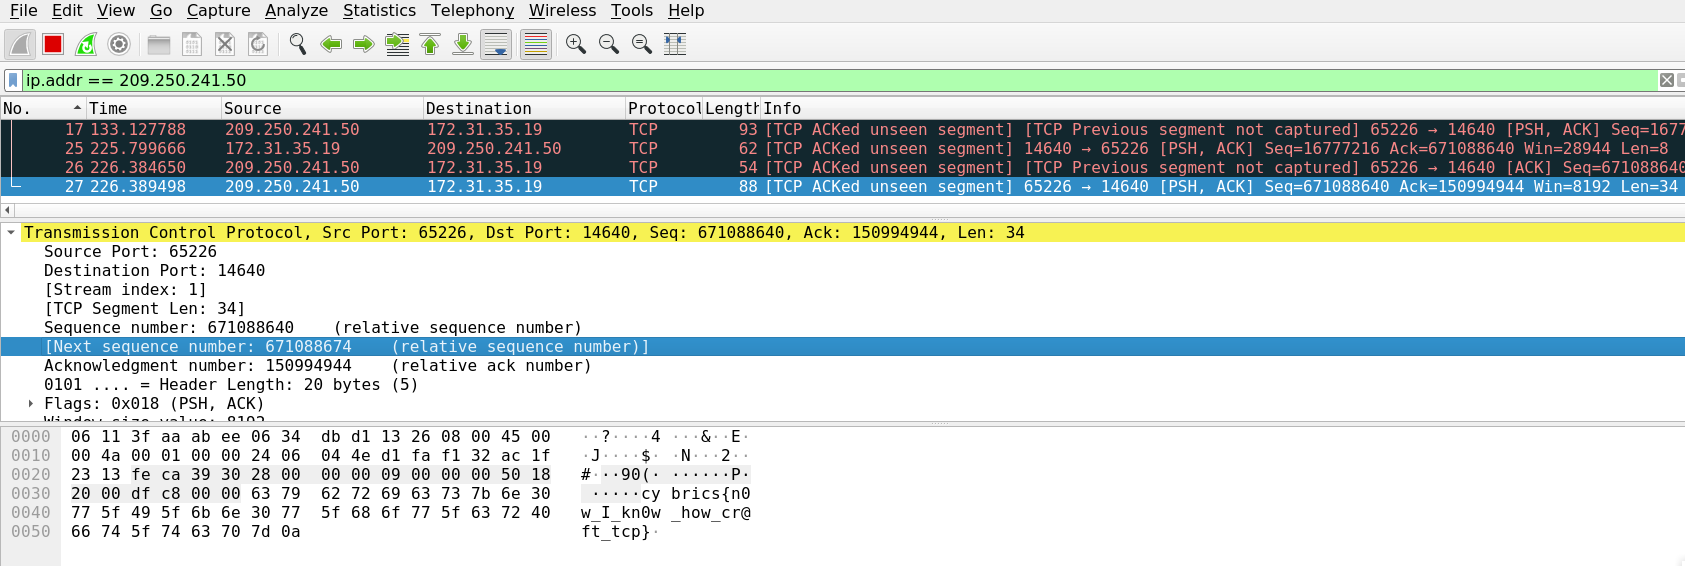 File Edit View Go Capture Analyze Statistics Telephony Wireless Tools Help
ip.addr == 209.250.241.50
No. Time Source Destination Protocol Length Info
17 133.127788 209.250.241.50 172.31.35.19 TCP 93 [TCP ACKed unseen segment] [TCP Previous segment not captured] 65226 → 14640 [PSH, ACK] Seq=1677
25 225.799666 172.31.35.19 209.250.241.50 TCP 62 [TCP ACKed unseen segment] 14640 → 65226 [PSH, ACK] Seq=16777216 Ack=671088640 Win=28944 Len=8
26 226.384650 209.250.241.50 172.31.35.19 TCP 54 [TCP ACKed unseen segment] [TCP Previous segment not captured] 65226 → 14640 [ACK] Seq=671088640
27 226.389498 209.250.241.50 172.31.35.19 TCP 88 [TCP ACKed unseen segment] 65226 → 14640 [PSH, ACK] Seq=671088640 Ack=150994944 Win=8192 Len=34
Transmission Control Protocol, Src Port: 65226, Dst Port: 14640, Seq: 671088640, Ack: 150994944, Len: 34
Source Port: 65226
Destination Port: 14640
[Stream index: 1]
[TCP Segment Len: 34]
Sequence number: 671088640 (relative sequence number)
[Next sequence number: 671088674 (relative sequence number)]
Acknowledgment number: 150994944 (relative ack number)
0101 .... = Header Length: 20 bytes (5)
Flags: 0x018 (PSH, ACK)
Window size value: 8192
0000 06 11 3f aa ab ee 06 34 db d1 13 26 08 00 45 00 ··?····4 ···&··E·
0010 00 4a 00 01 00 00 24 06 04 4e d1 fa f1 32 ac 1f ·J····$· ·N···2··
0020 23 13 fe ca 39 30 28 00 00 00 09 00 00 00 50 18 #···90(· ······P·
0030 20 00 df c8 00 00 63 79 62 72 69 63 73 7b 6e 30 ·····cy brics{n0
0040 77 5f 49 5f 6b 6e 30 77 5f 68 6f 77 5f 63 72 40 w_I_kn0w _how_cr@
0050 66 74 5f 74 63 70 7d 0a ft_tcp}·